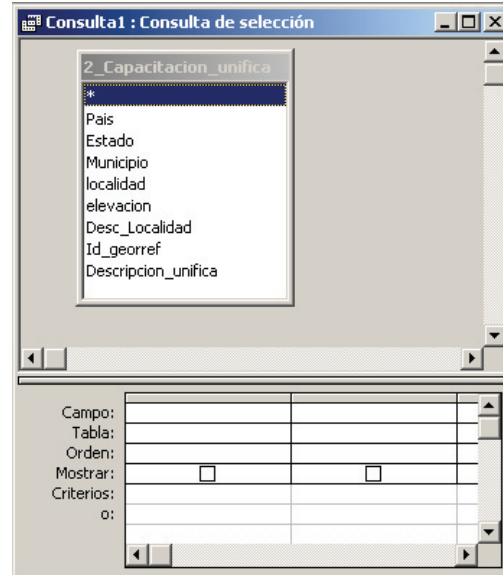 Consulta1 : Consulta de selección
2_Capacitacion_unifica
*
Pais
Estado
Municipio
localidad
elevacion
Desc_Localidad
Id_georref
Descripcion_unifica
Campo:
Tabla:
Orden:
Mostrar:
Criterios:
o: